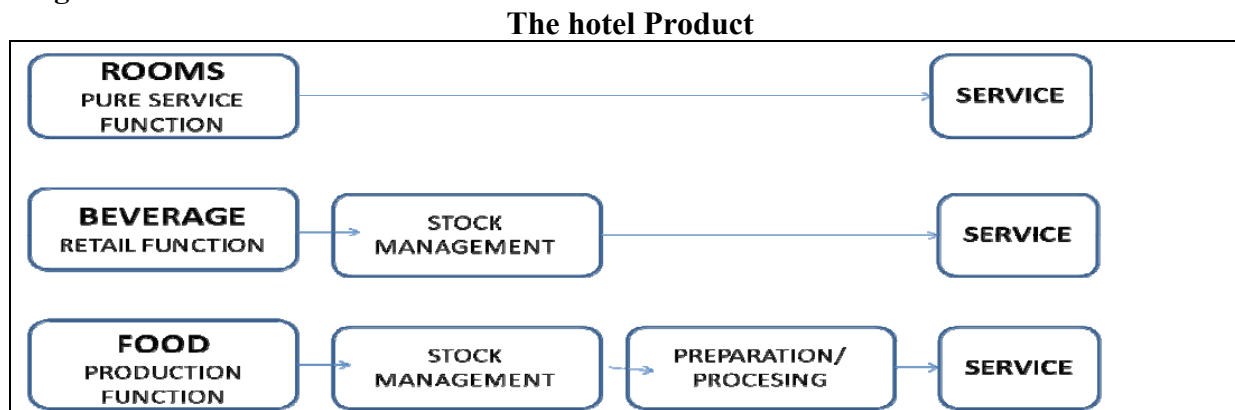 The hotel Product
ROOMS
PURE SERVICE
FUNCTION
SERVICE
BEVERAGE
RETAIL FUNCTION
STOCK
MANAGEMENT
SERVICE
FOOD
PRODUCTION
FUNCTION
STOCK
MANAGEMENT
PREPARATION/
PROCESING
SERVICE